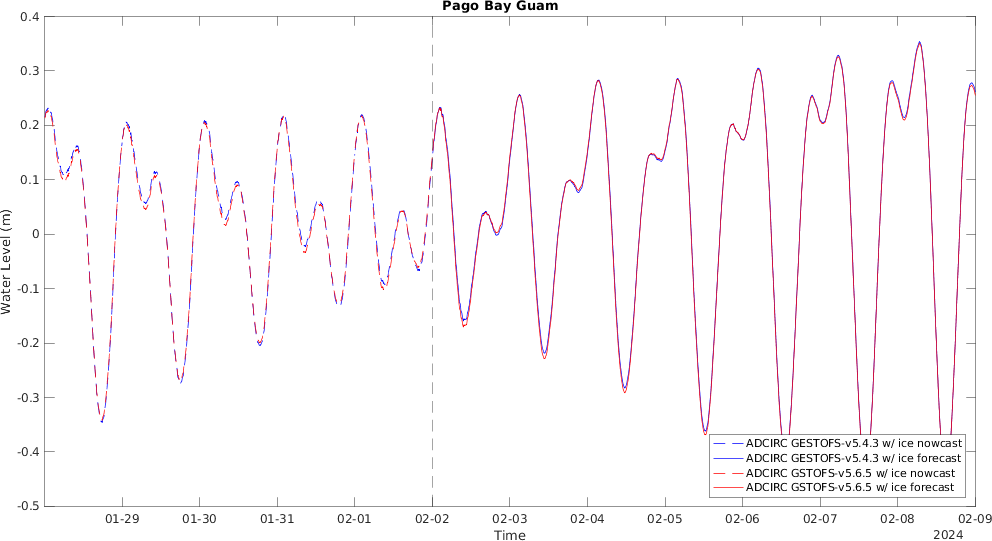 Pago Bay Guam
0.4
0.3
0.2
0.1
0
-0.1
-0.2
-0.3
-0.4
-0.5
Water Level (m)
ADCIRC GESTOFS-v5.4.3 w/ ice nowcast
ADCIRC GESTOFS-v5.4.3 w/ ice forecast
ADCIRC GSTOFS-v5.6.5 w/ ice nowcast
ADCIRC GSTOFS-v5.6.5 w/ ice forecast
01-29 01-30 01-31 02-01 02-02 02-03 02-04 02-05 02-06 02-07 02-08 02-09
Time
2024